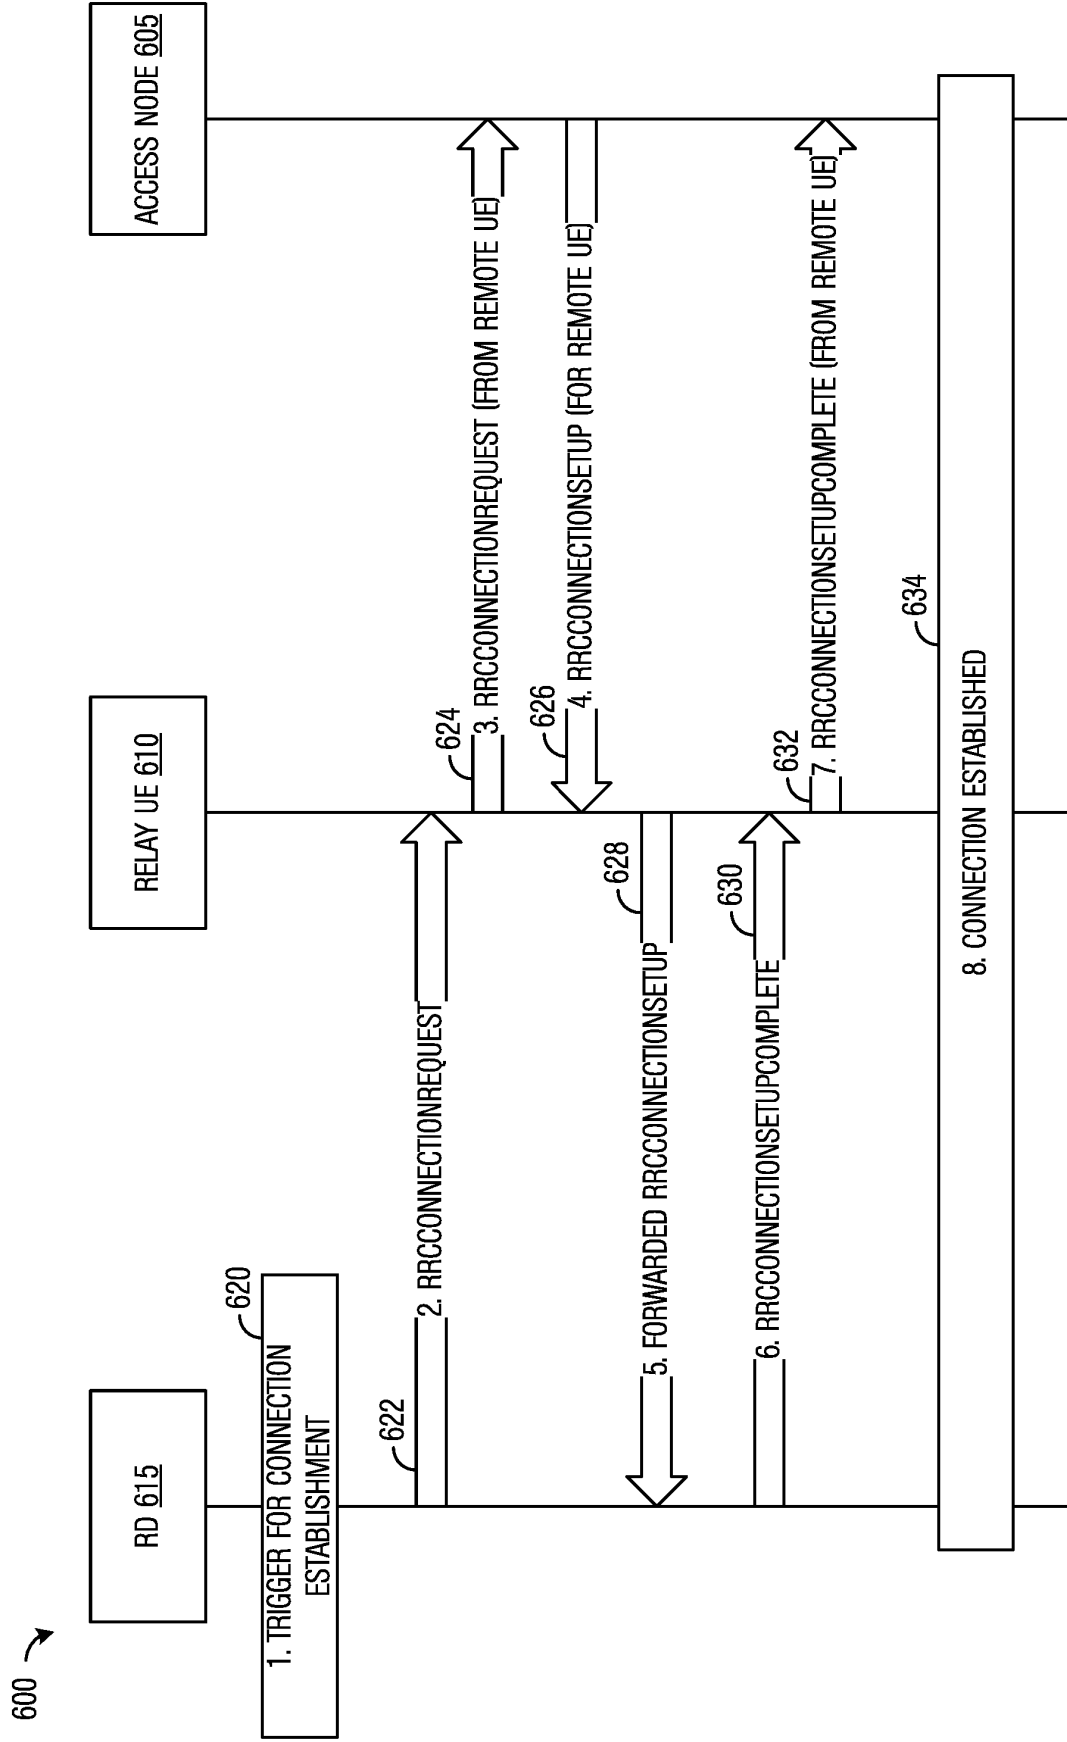 600
RD 615
RELAY UE 610
ACCESS NODE 605
620
1. TRIGGER FOR CONNECTION
ESTABLISHMENT
622
2. RRCCONNECTIONREQUEST
624
3. RRCCONNECTIONREQUEST (FROM REMOTE UE)
626
4. RRCCONNECTIONSETUP (FOR REMOTE UE)
628
5. FORWARDED RRCCONNECTIONSETUP
630
6. RRCCONNECTIONSETUPCOMPLETE
632
7. RRCCONNECTIONSETUPCOMPLETE (FROM REMOTE UE)
634
8. CONNECTION ESTABLISHED